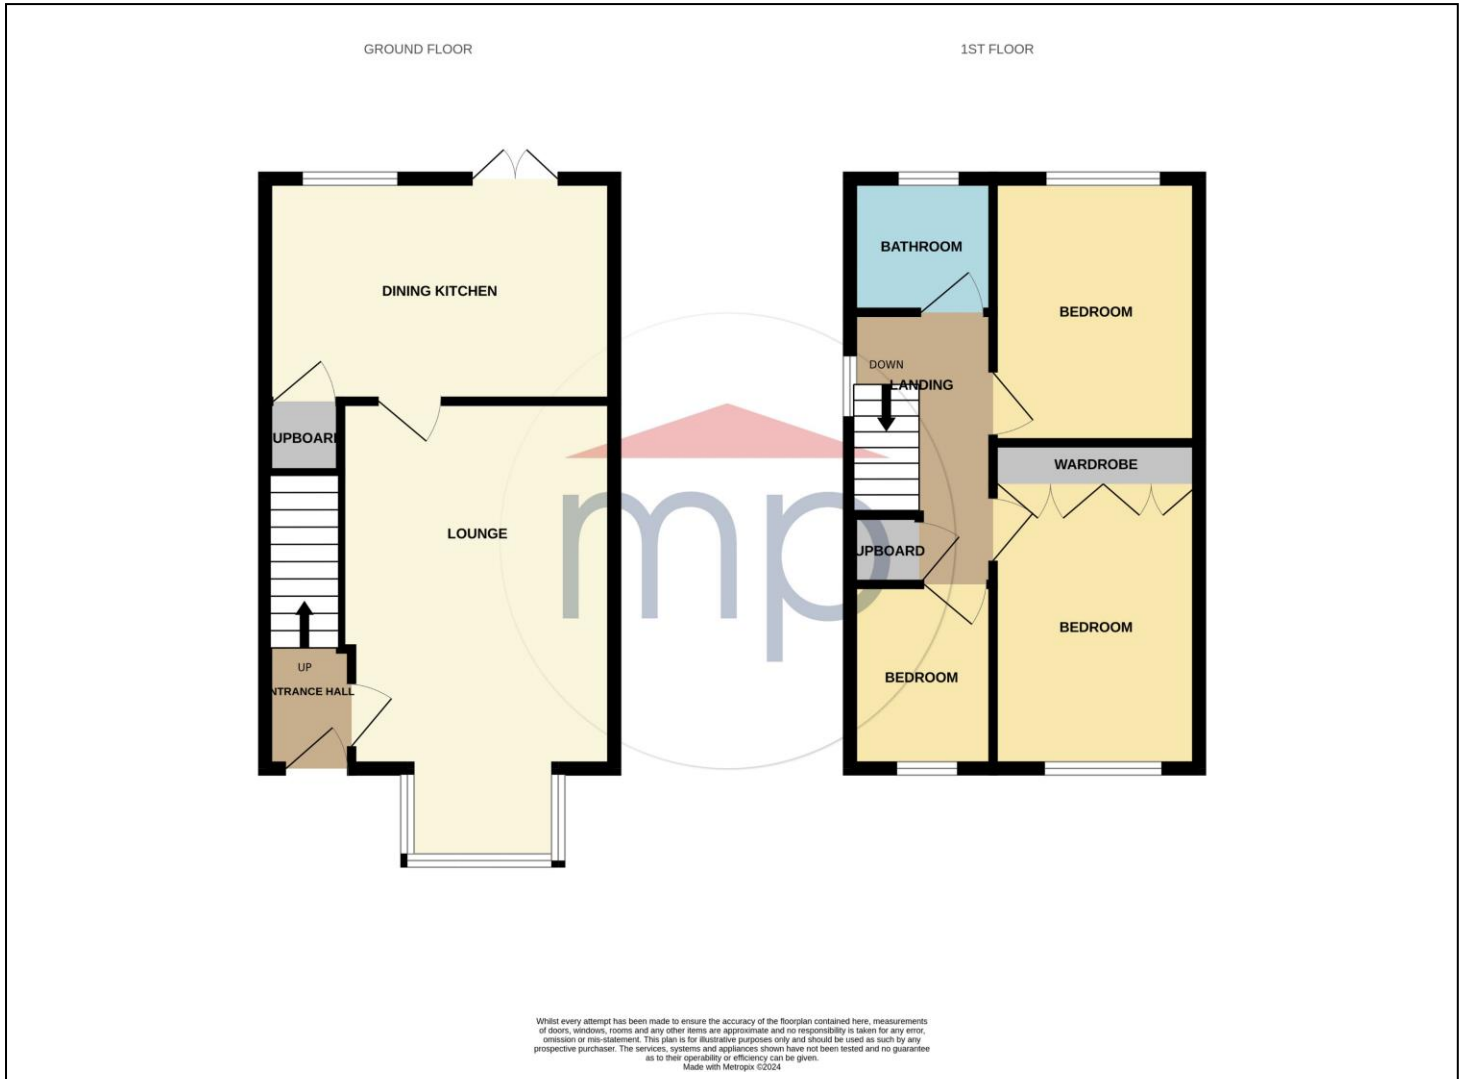 GROUND FLOOR
1ST FLOOR
DINING KITCHEN
UPBOARD
LOUNGE
UP
NTRANCE HALL
BATHROOM
BEDROOM
DOWN
LANDING
WARDROBE
UPBOARD
BEDROOM
BEDROOM
mp
Whilst every attempt has been made to ensure the accuracy of the floorplan contained here, measurements
of doors, windows, rooms and any other items are approximate and no responsibility is taken for any error,
omission or mis-statement. This plan is for illustrative purposes only and should be used as such by any
prospective purchaser. The services, systems and appliances shown have not been tested and no guarantee
as to their operability or efficiency can be given.
Made with Metropix ©2024